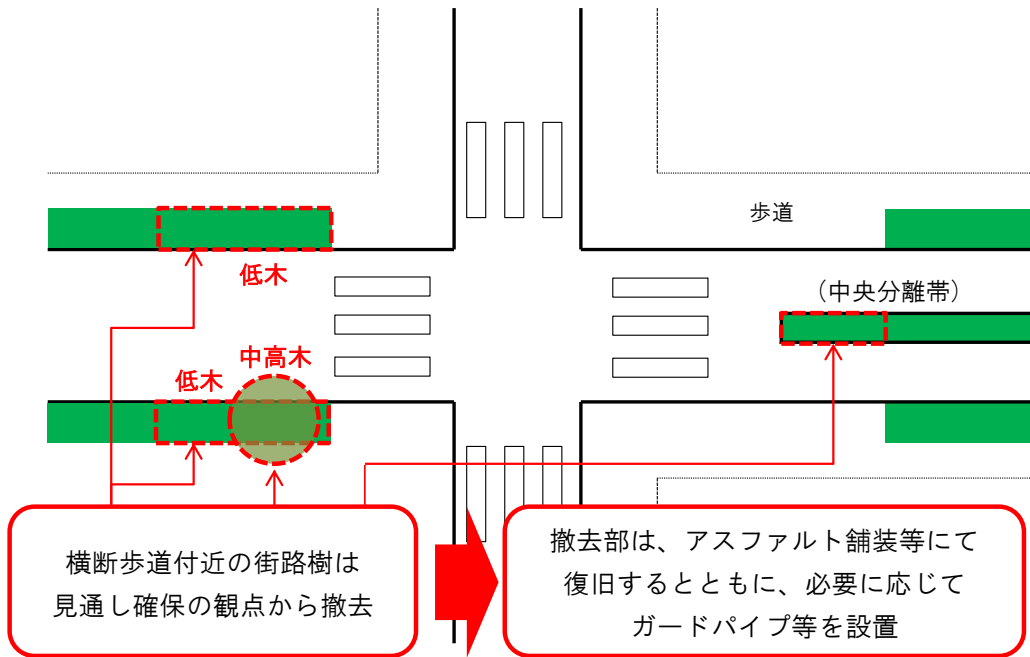 歩道
低木
（中央分離帯）
中高木
低木
横断歩道付近の街路樹は
見通し確保の観点から撤去
撤去部は、アスファルト舗装等にて
復旧するとともに、必要に応じて
ガードパイプ等を設置